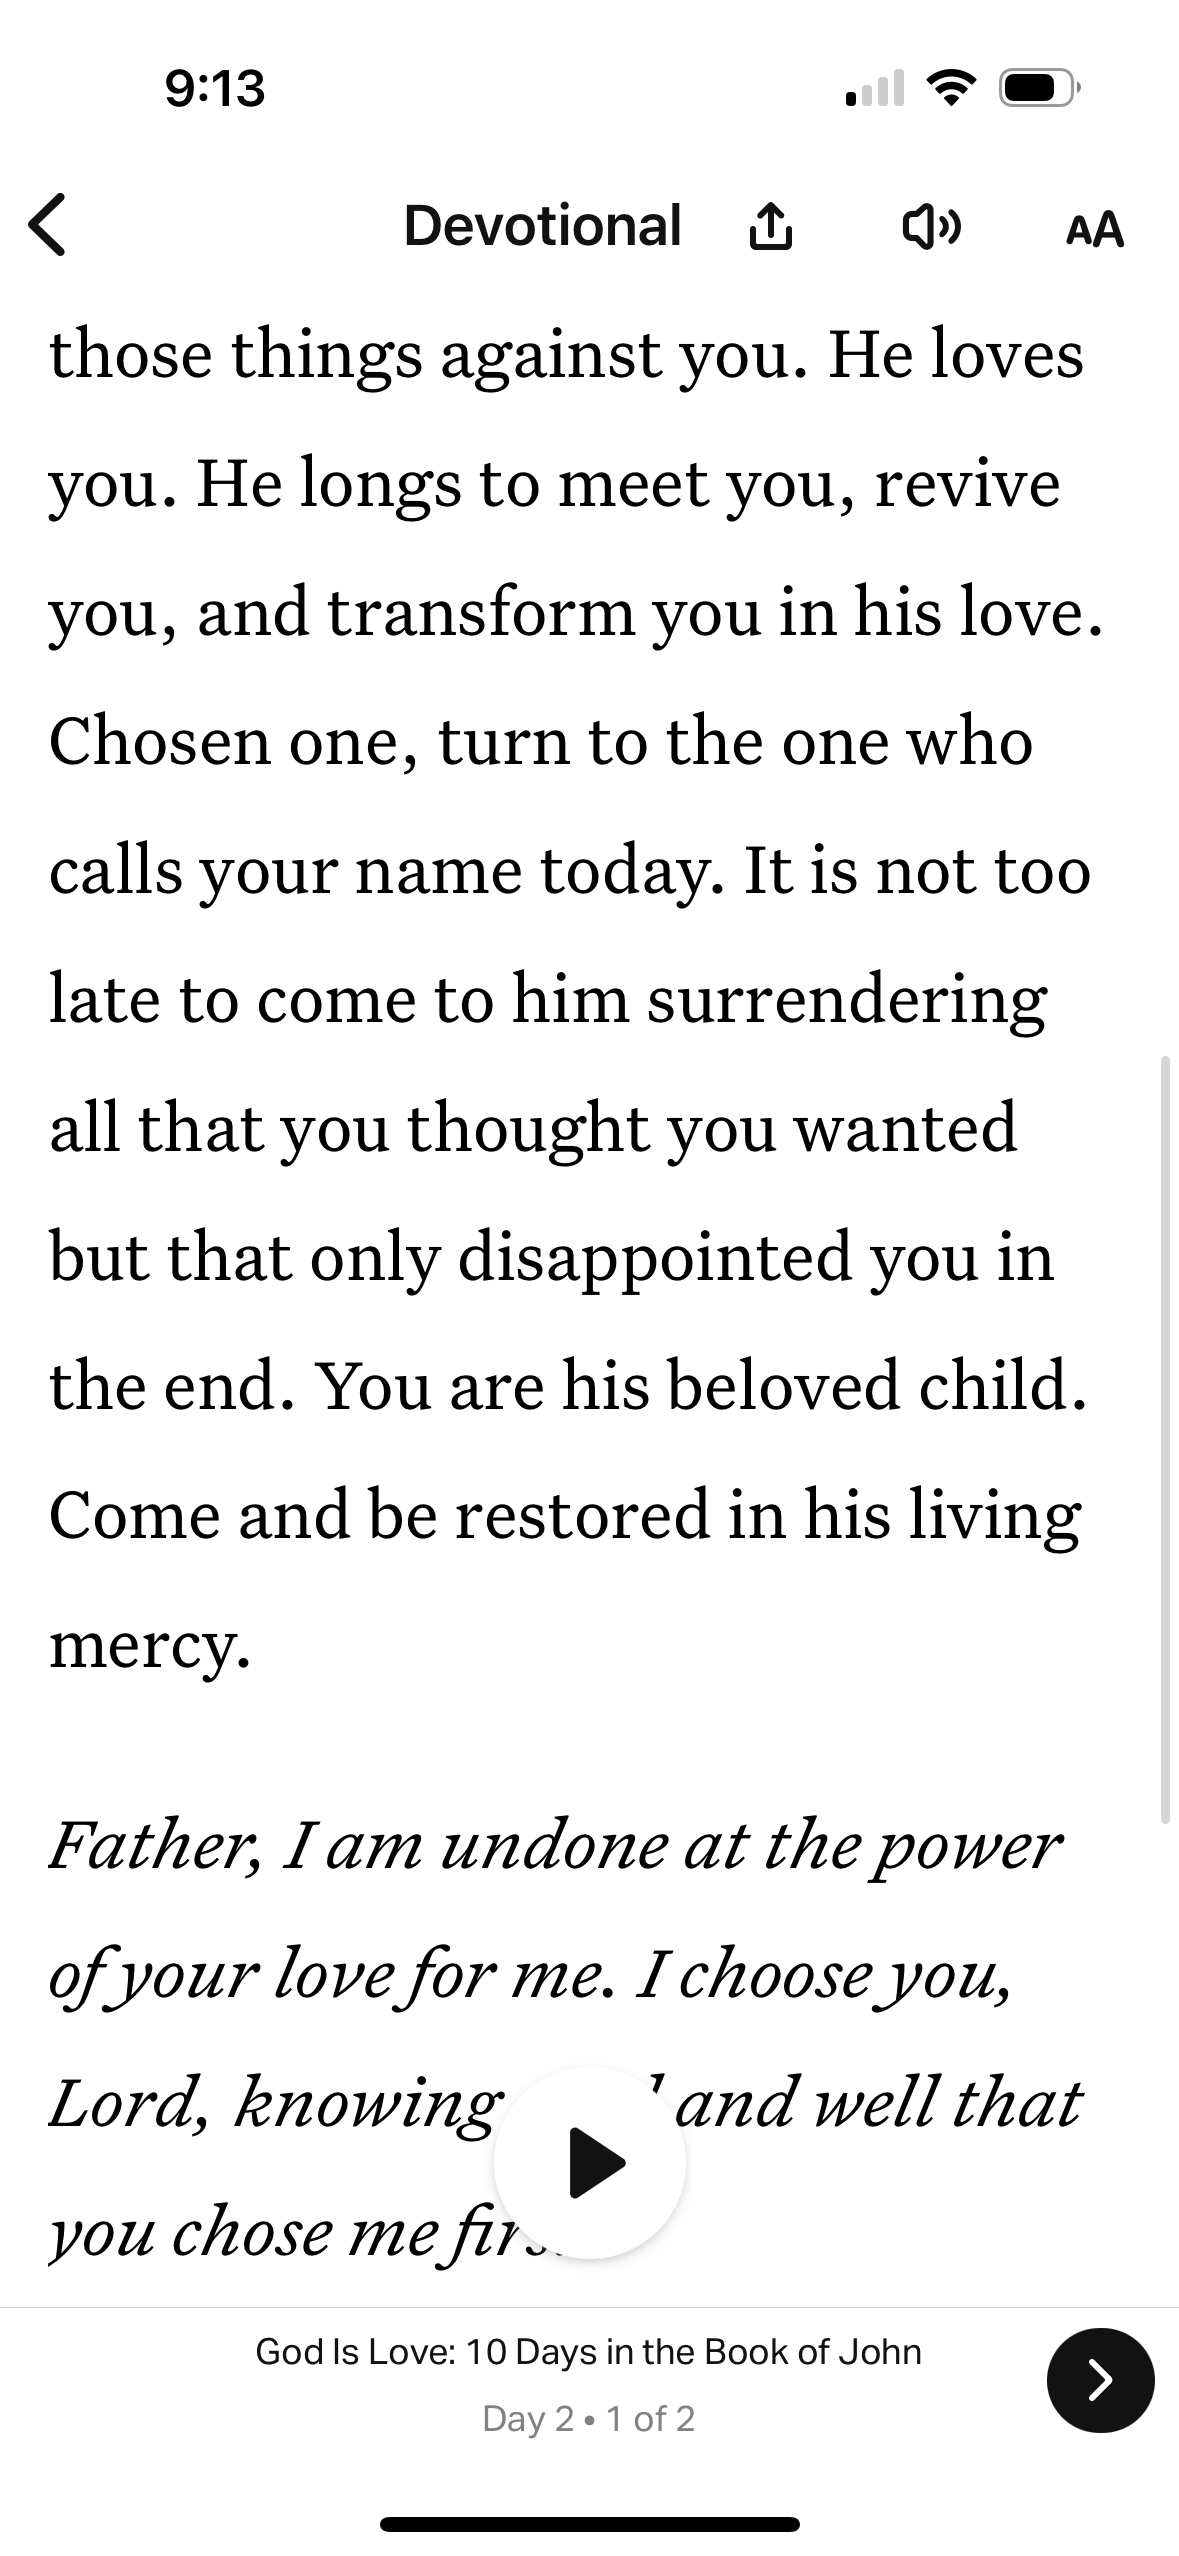 9:13
Devotional
AA
those things against you. He loves
you. He longs to meet you, revive
you, and transform you in his love.
Chosen one, turn to the one who
calls your name today. It is not too
late to come to him surrendering
all that you thought you wanted
but that only disappointed you in
the end. You are his beloved child.
Come and be restored in his living
mercy.
Father, I am undone at the power
of your love for me. I choose you,
Lord, knowing and well that
you chose me
God Is Love: 10 Days in the Book of John
Day 2 • 1 of 2